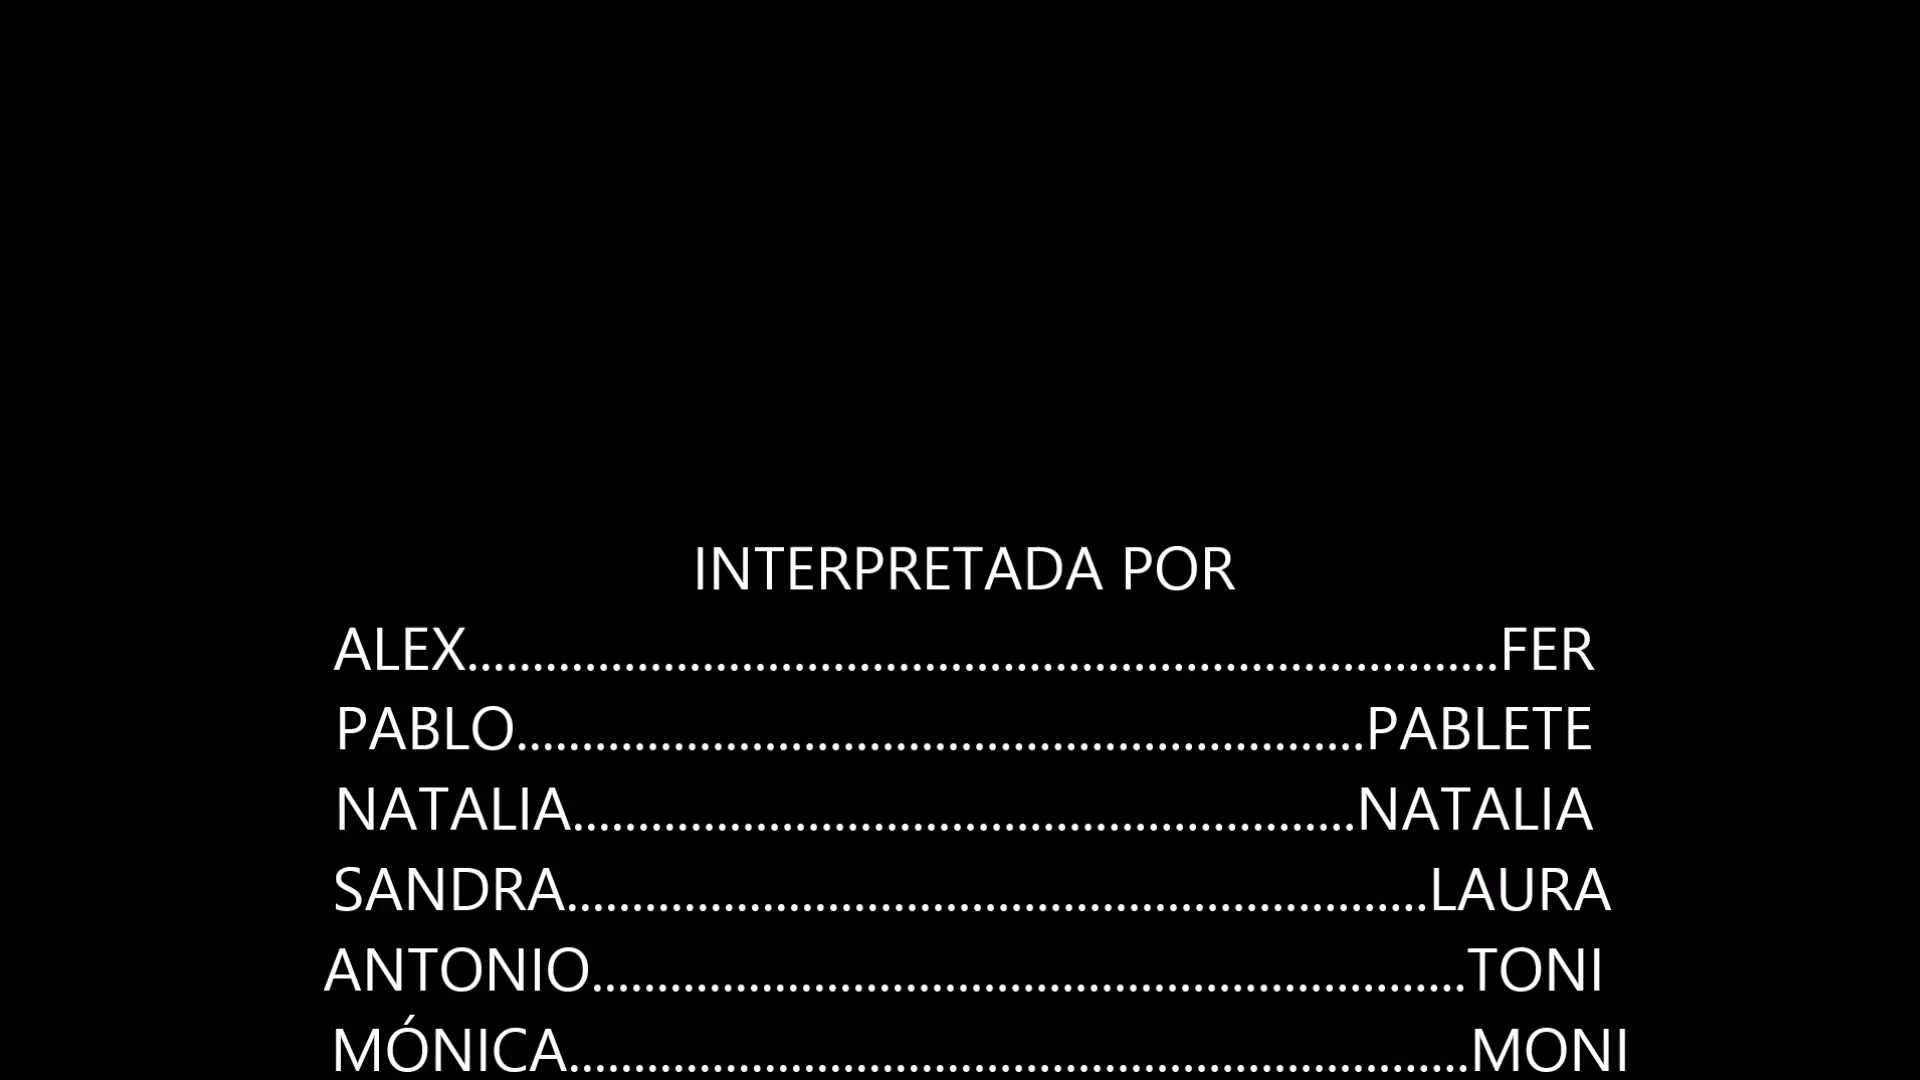 INTERPRETADA POR
ALEX...............................................................................FER
PABLO.................................................................PABLETE
NATALIA............................................................NATALIA
SANDRA..................................................................LAURA
ANTONIO...................................................................TONI
MÓNICA.....................................................................MONI